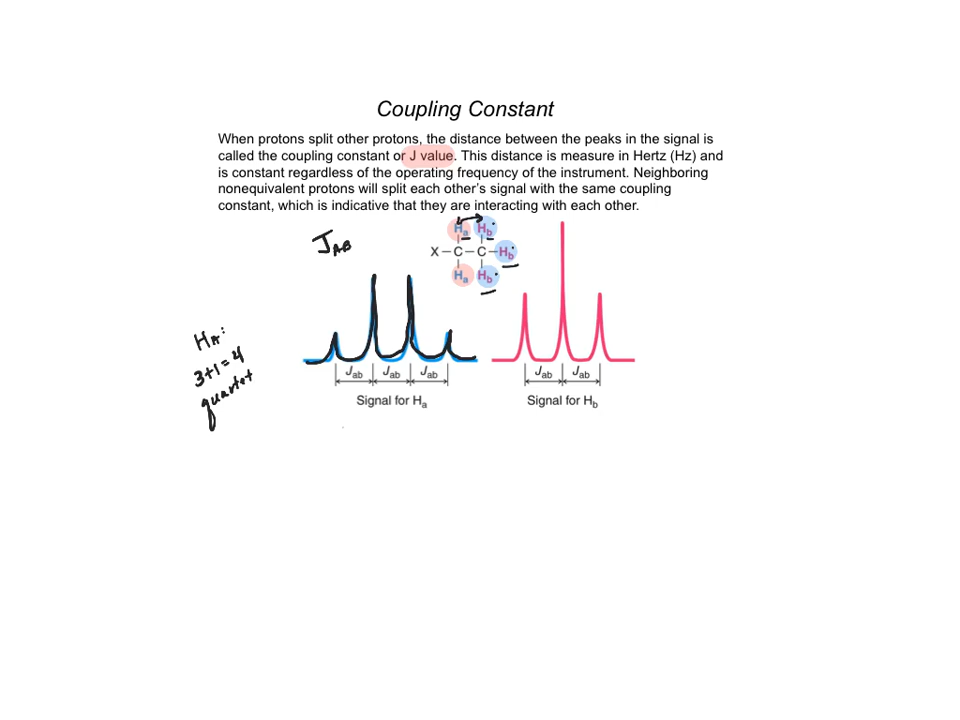 Coupling Constant
When protons split other protons, the distance between the peaks in the signal is
called the coupling constant or J value. This distance is measure in Hertz (Hz) and
is constant regardless of the operating frequency of the instrument. Neighboring
nonequivalent protons will split each other's signal with the same coupling
constant, which is indicative that they are interacting with each other.
Ha Hb
JAB
X-C-C-Hb
Ha Hb
HA:
3+1=4
quartet
Jab Jab Jab
Jab Jab
Signal for Ha
Signal for Hb